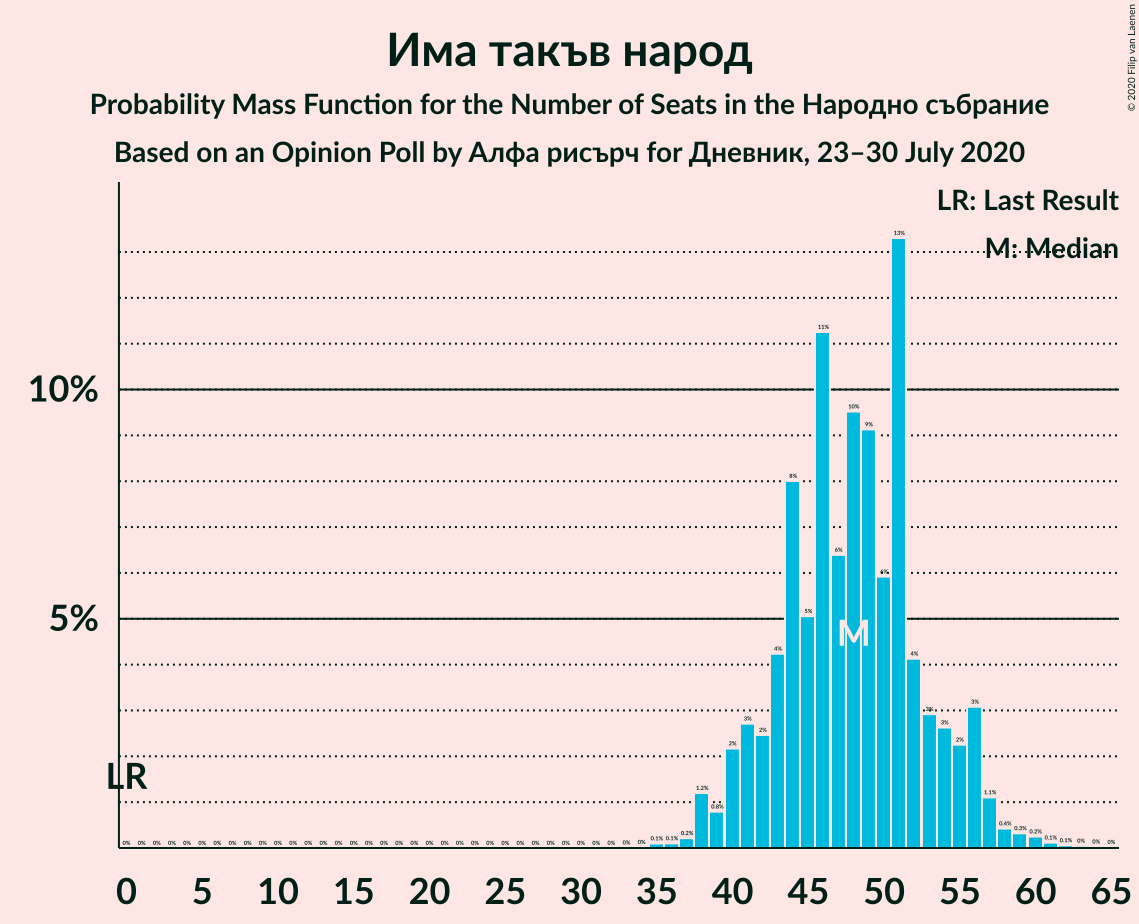 Има такъв народ
Probability Mass Function for the Number of Seats in the Народно събрание
Based on an Opinion Poll by Алфа рисърч for Дневник, 23–30 July 2020
© 2020 Filip van Laenen
LR: Last Result
M: Median
10%
5%
LR
M
0% 0% 0% 0% 0% 0% 0% 0% 0% 0% 0% 0% 0% 0% 0% 0% 0% 0% 0% 0% 0% 0% 0% 0% 0% 0% 0% 0% 0% 0% 0% 0% 0% 0% 0% 0.1% 0.1% 0.2% 1.2% 0.8% 2% 3% 2% 4% 8% 5% 11% 6% 10% 9% 6% 13% 4% 3% 3% 2% 3% 1.1% 0.4% 0.3% 0.2% 0.1% 0.1% 0% 0% 0%
0 5 10 15 20 25 30 35 40 45 50 55 60 65